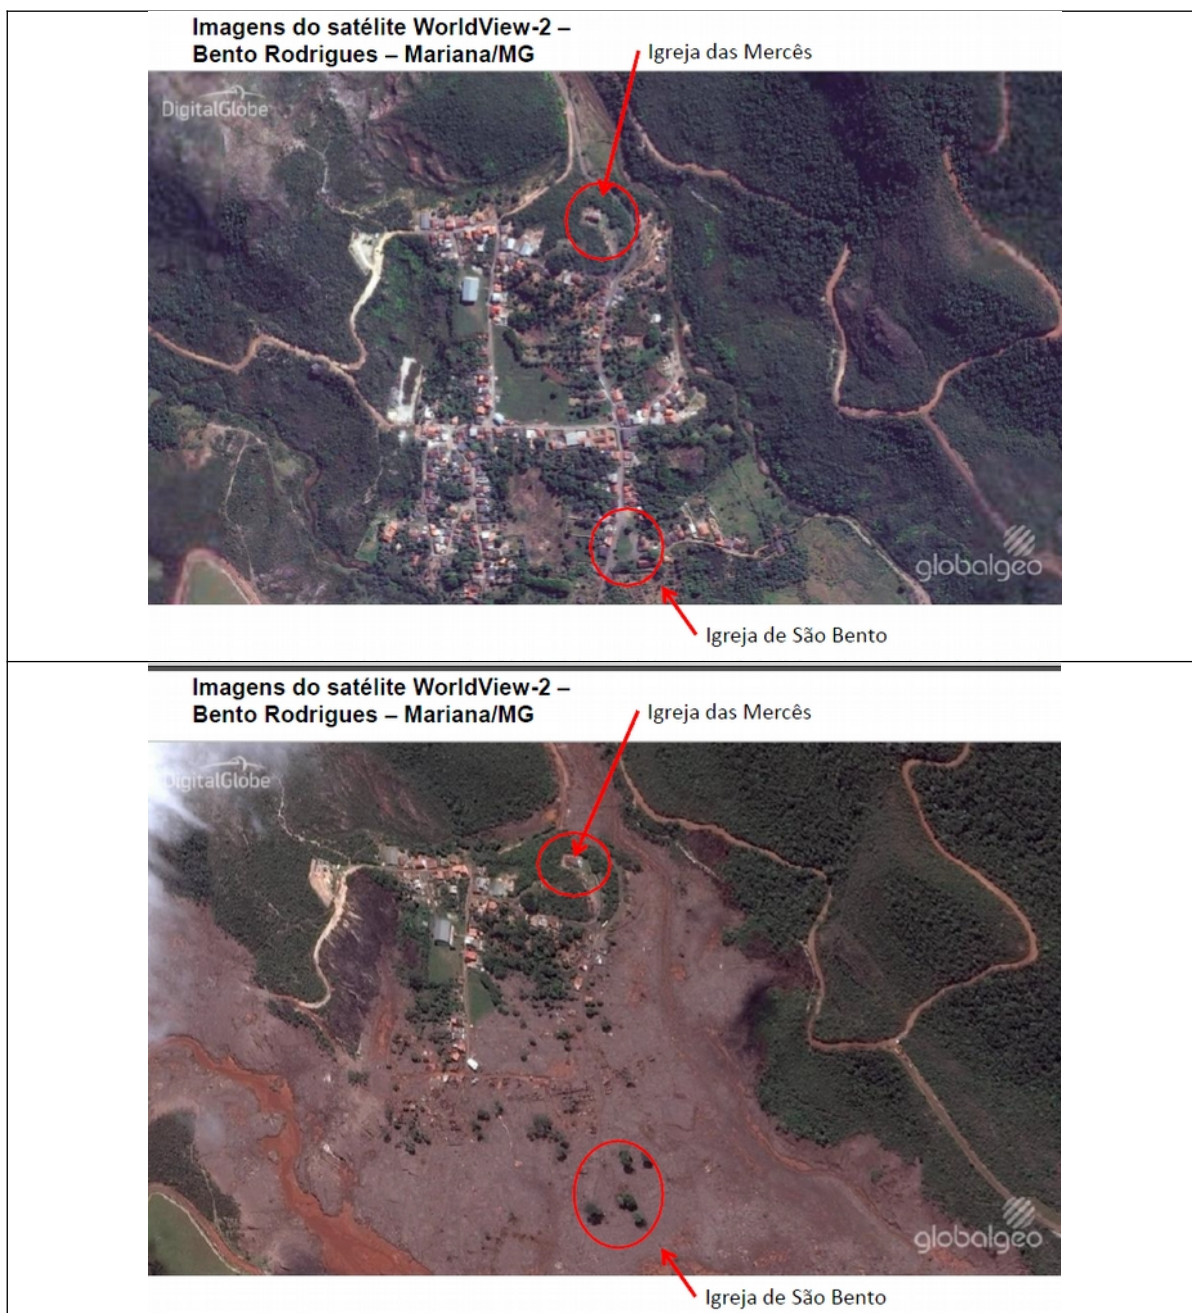 Imagens do satélite WorldView-2 –
Bento Rodrigues – Mariana/MG
Igreja das Mercês
DigitalGlobe
globalgeo
Igreja de São Bento
Imagens do satélite WorldView-2 –
Bento Rodrigues – Mariana/MG
Igreja das Mercês
DigitalGlobe
globalgeo
Igreja de São Bento